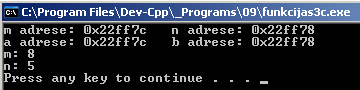 C:\Program Files\Dev-Cpp\_Programs\09\funkcijas3c.exe
m adrese: 0x22ff7c   n adrese: 0x22ff78
a adrese: 0x22ff7c   b adrese: 0x22ff78
m: 8
n: 5
Press any key to continue . . . _